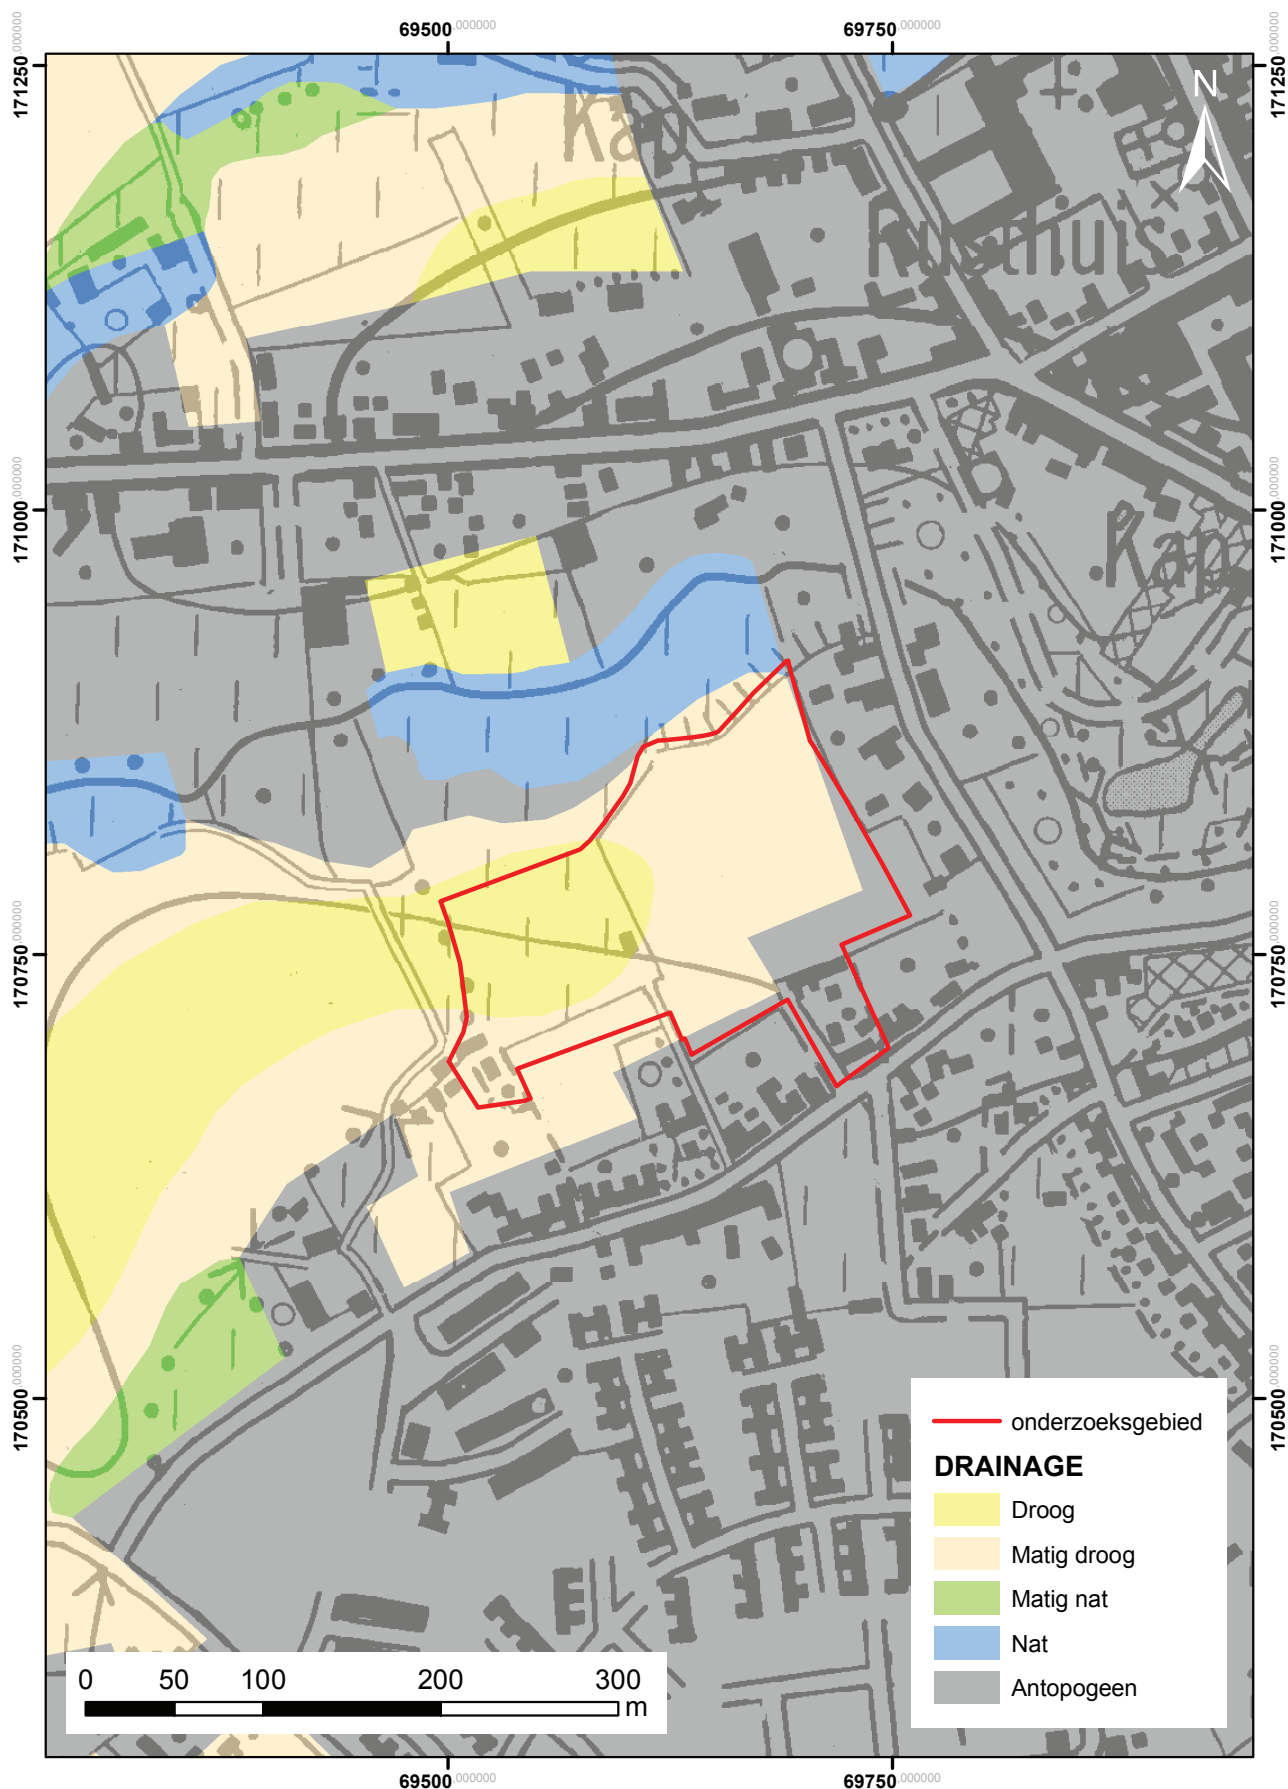 69500,000000 69750,000000
171250,000000 171250,000000
N
Kap
Rusthuis
171000,000000 171000,000000
Kap
170750,000000 170750,000000
170500,000000 170500,000000
onderzoeksgebied
DRAINAGE
Droog
Matig droog
Matig nat
Nat
Antopogeen
0 50 100 200 300
m
69500,000000 69750,000000